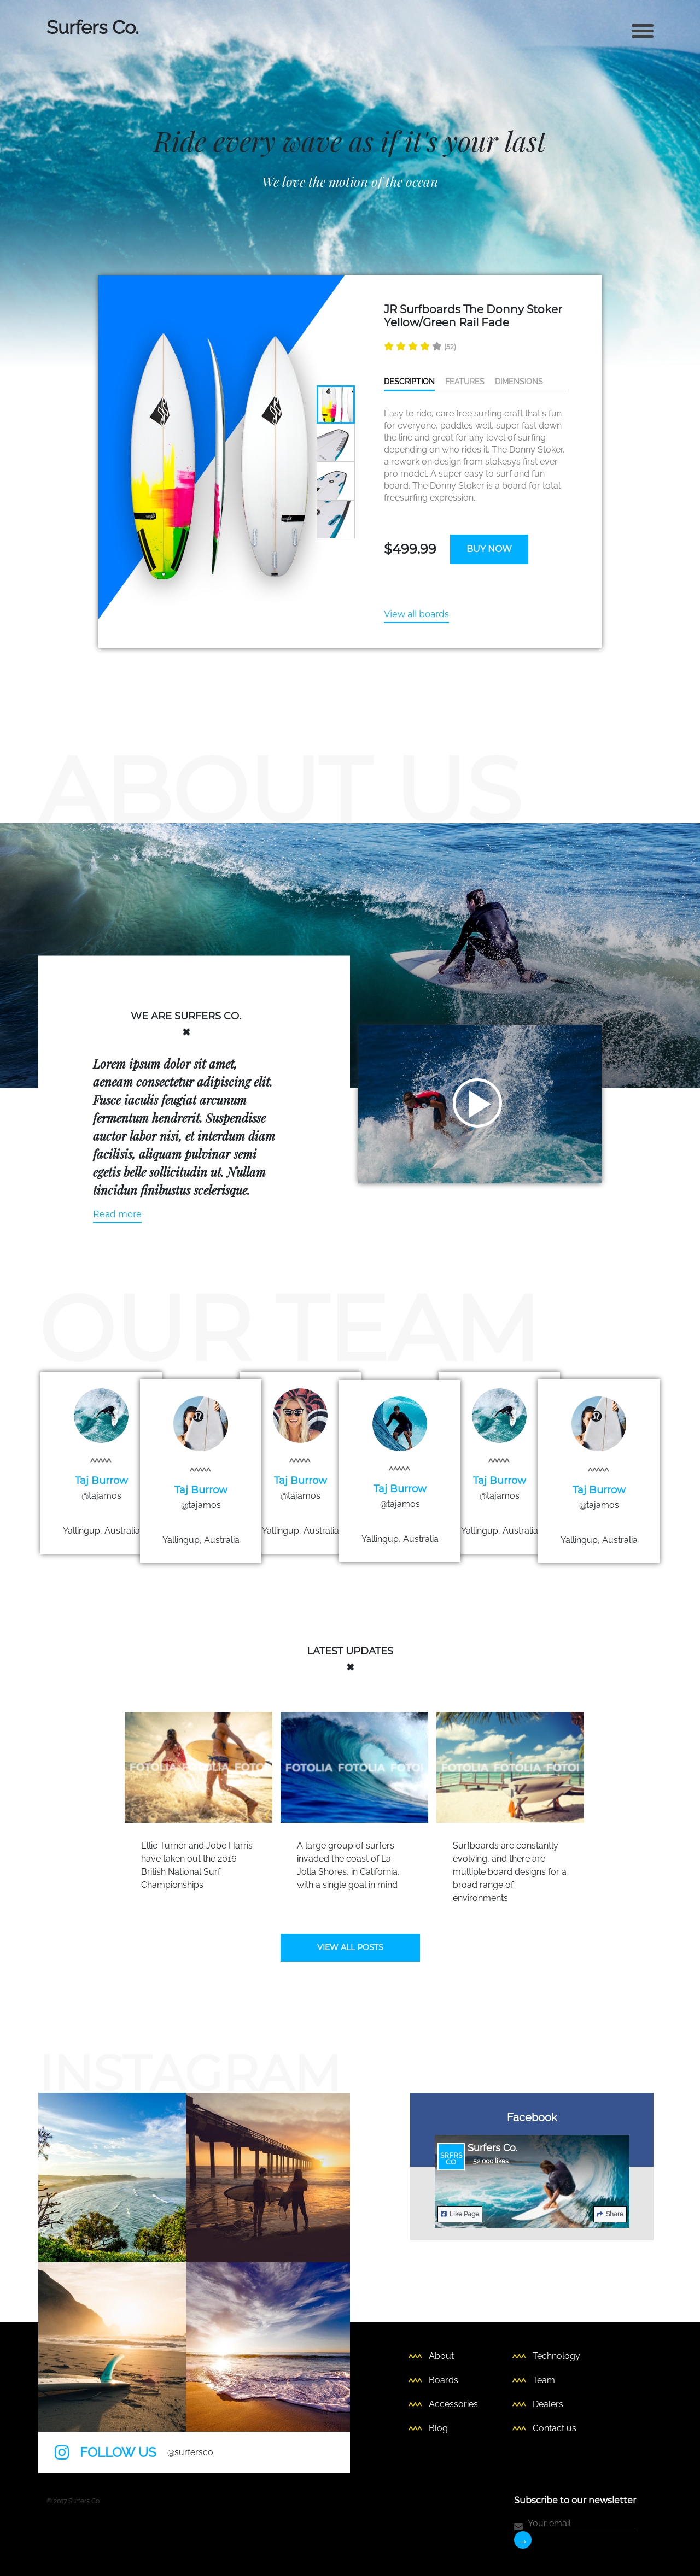 Surfers Co.
Ride every wave as if it's your last
We love the motion of the ocean
JR Surfboards The Donny Stoker
Yellow/Green Rail Fade
(52)
DESCRIPTION FEATURES DIMENSIONS
Easy to ride, care free surfing craft that's fun
for everyone, paddles well, super fast down
the line and great for any level of surfing
depending on who rides it. The Donny Stoker,
a rework on design from stokesys first ever
pro model. A super easy to surf and fun
board. The Donny Stoker is a board for total
freesurfing expression.
$499.99 BUY NOW
View all boards
ABOUT US
WE ARE SURFERS CO.
Lorem ipsum dolor sit amet,
aeneam consectetur adipiscing elit.
Fusce iaculis feugiat arcunum
fermentum hendrerit. Suspendisse
auctor labor nisi, et interdum diam
facilisis, aliquam pulvinar semi
egetis belle sollicitudin ut. Nullam
tincidun finibustus scelerisque.
Read more
OUR TEAM
Taj Burrow
@tajamos
Yallingup, Australia
Taj Burrow
@tajamos
Yallingup, Australia
Taj Burrow
@tajamos
Yallingup, Australia
Taj Burrow
@tajamos
Yallingup, Australia
Taj Burrow
@tajamos
Yallingup, Australia
Taj Burrow
@tajamos
Yallingup, Australia
LATEST UPDATES
FOTOLIA FOTOLIA FOTO
FOTOLIA FOTOLIA FOTOI
FOTOLIA FOTOLIA FOTOI
Ellie Turner and Jobe Harris
have taken out the 2016
British National Surf
Championships
A large group of surfers
invaded the coast of La
Jolla Shores, in California,
with a single goal in mind
Surfboards are constantly
evolving, and there are
multiple board designs for a
broad range of
environments
VIEW ALL POSTS
INSTAGRAM
FOLLOW US @surfersco
Facebook
SRFRS
CO
Surfers Co.
52,000 likes
Like Page
Share
About
Boards
Accessories
Blog
Technology
Team
Dealers
Contact us
© 2017 Surfers Co.
Subscribe to our newsletter
Your email
→